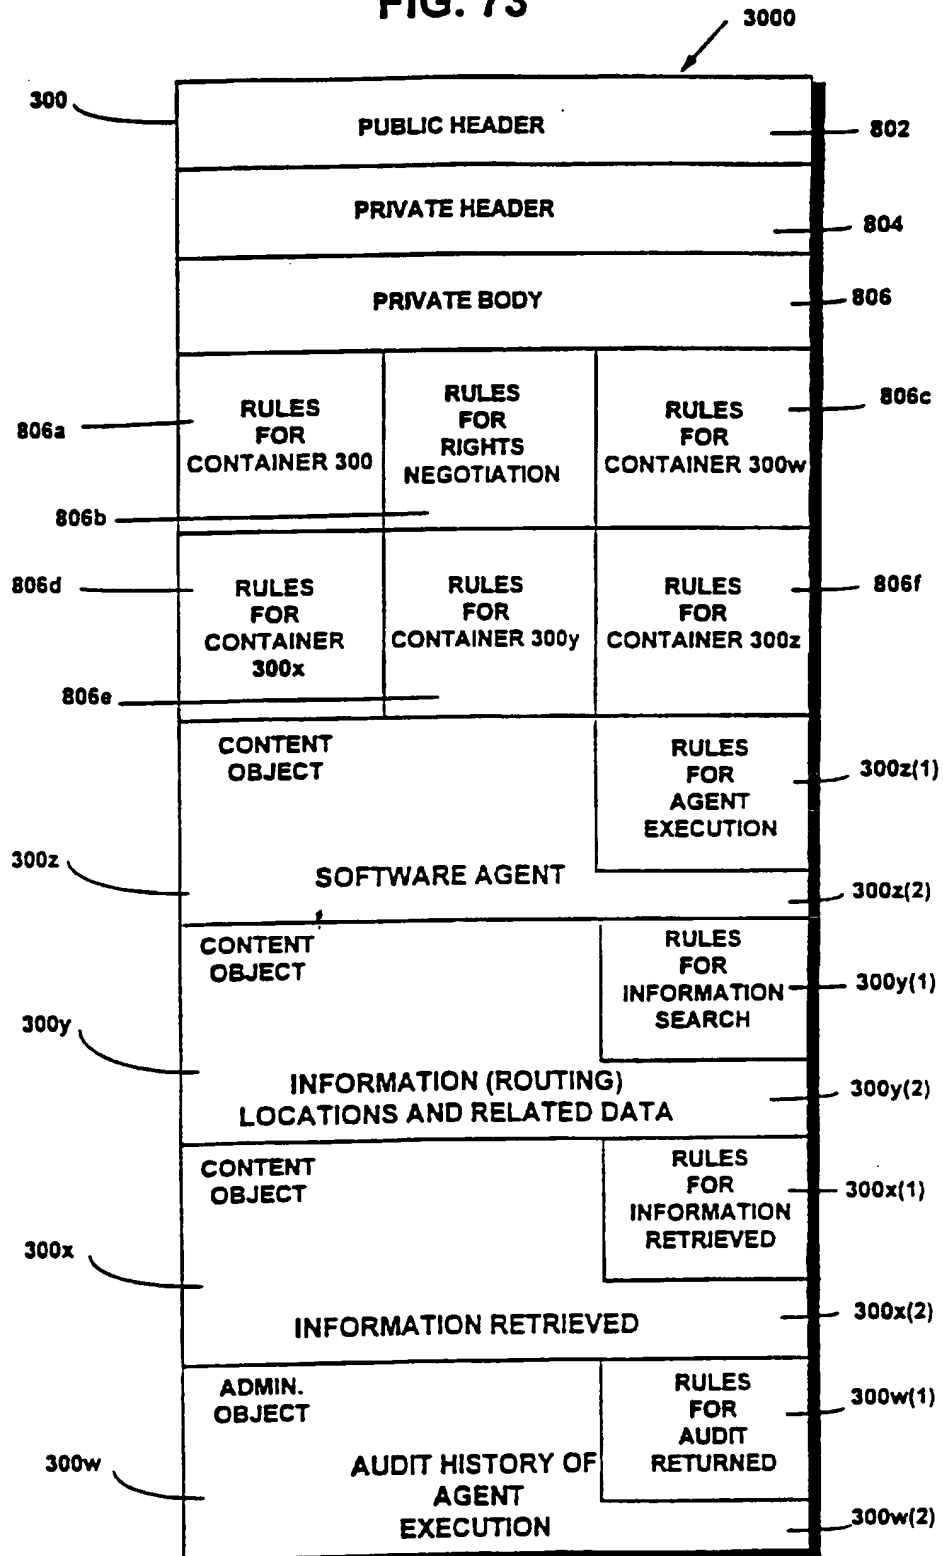 FIG. 73
3000
300
PUBLIC HEADER
802
PRIVATE HEADER
804
PRIVATE BODY
806
806a
RULES
FOR
CONTAINER 300
806b
RULES
FOR
RIGHTS
NEGOTIATION
806c
RULES
FOR
CONTAINER 300w
806d
RULES
FOR
CONTAINER
300x
806e
RULES
FOR
CONTAINER 300y
806f
RULES
FOR
CONTAINER 300z
CONTENT
OBJECT
RULES
FOR
AGENT
EXECUTION
300z(1)
300z
SOFTWARE AGENT
300z(2)
CONTENT
OBJECT
RULES
FOR
INFORMATION
SEARCH
300y(1)
300y
INFORMATION (ROUTING)
LOCATIONS AND RELATED DATA
300y(2)
CONTENT
OBJECT
RULES
FOR
INFORMATION
RETRIEVED
300x(1)
300x
INFORMATION RETRIEVED
300x(2)
ADMIN.
OBJECT
RULES
FOR
AUDIT
RETURNED
300w(1)
300w
AUDIT HISTORY OF
AGENT
EXECUTION
300w(2)